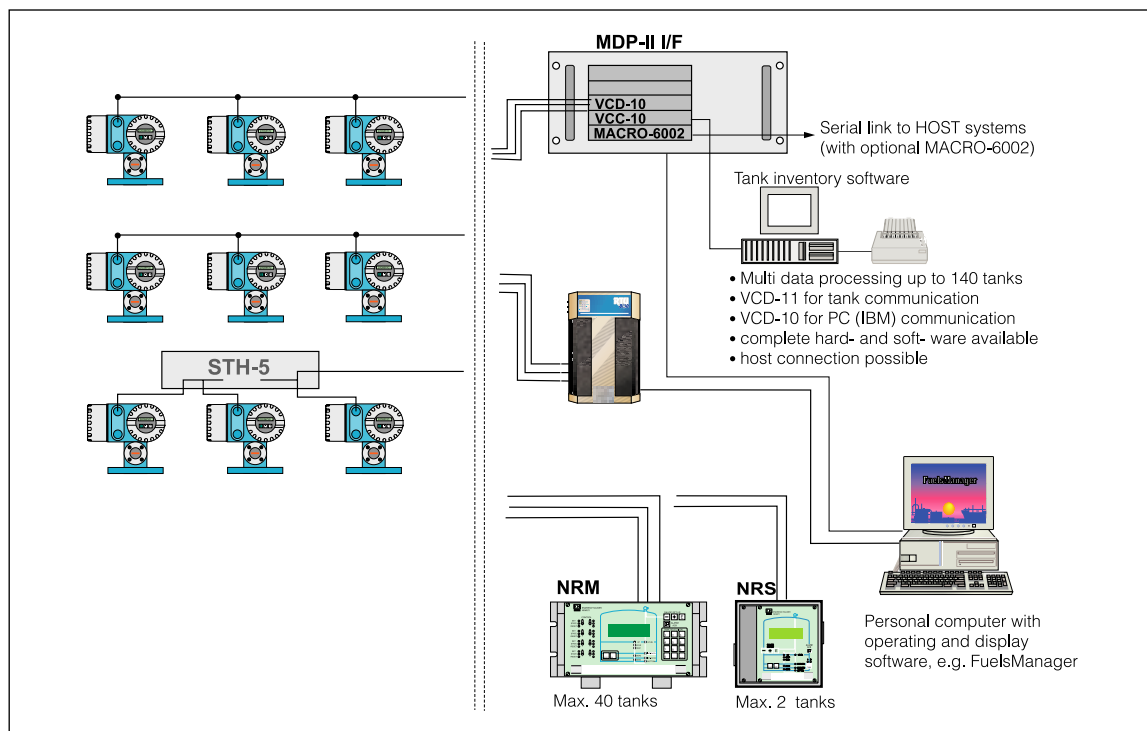 MDP-II I/F
VCD-10
VCC-10
MACRO-6002
Serial link to HOST systems
(with optional MACRO-6002)
Tank inventory software
• Multi data processing up to 140 tanks
• VCD-11 for tank communication
• VCD-10 for PC (IBM) communication
• complete hard- and soft- ware available
• host connection possible
STH-5
FuelsManager
NRM
NRS
Max. 40 tanks
Max. 2 tanks
Personal computer with
operating and display
software, e.g. FuelsManager